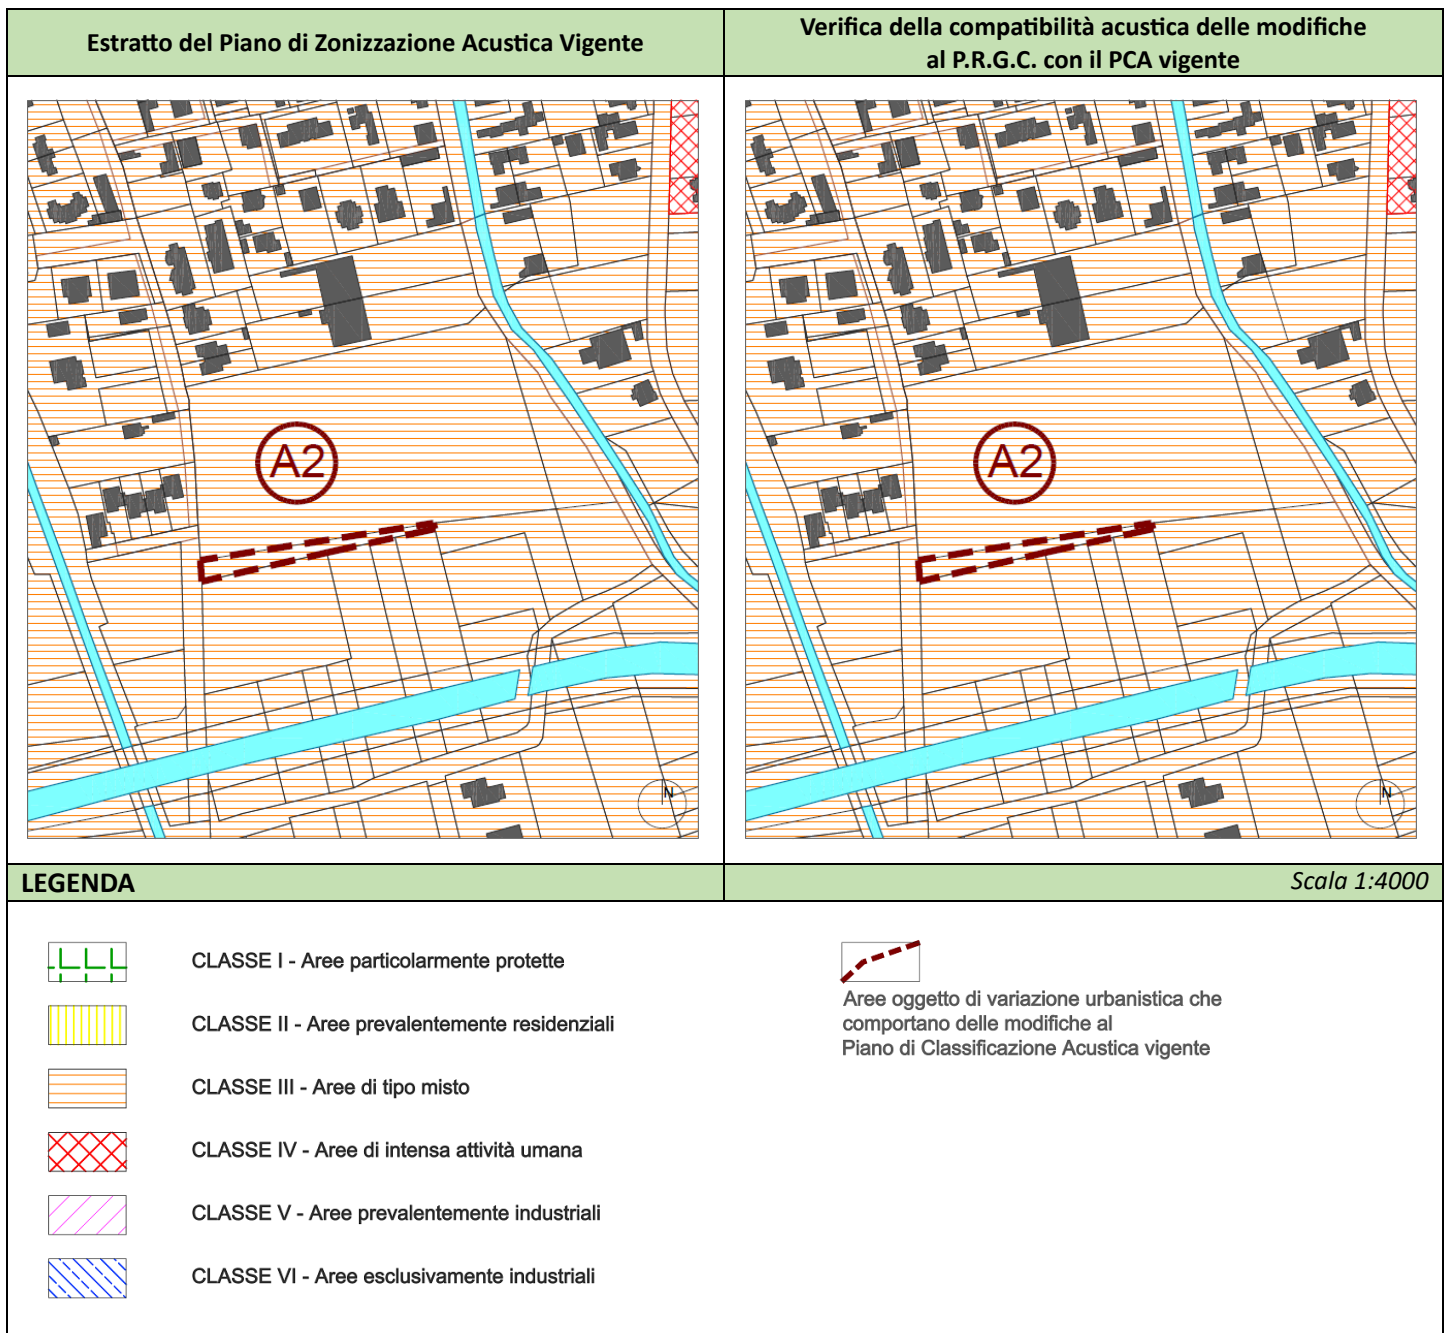 Estratto del Piano di Zonizzazione Acustica Vigente
Verifica della compatibilità acustica delle modifiche
al P.R.G.C. con il PCA vigente
A2
N
A2
N
LEGENDA
Scala 1:4000
CLASSE I - Aree particolarmente protette
CLASSE II - Aree prevalentemente residenziali
CLASSE III - Aree di tipo misto
CLASSE IV - Aree di intensa attività umana
CLASSE V - Aree prevalentemente industriali
CLASSE VI - Aree esclusivamente industriali
Aree oggetto di variazione urbanistica che
comportano delle modifiche al
Piano di Classificazione Acustica vigente